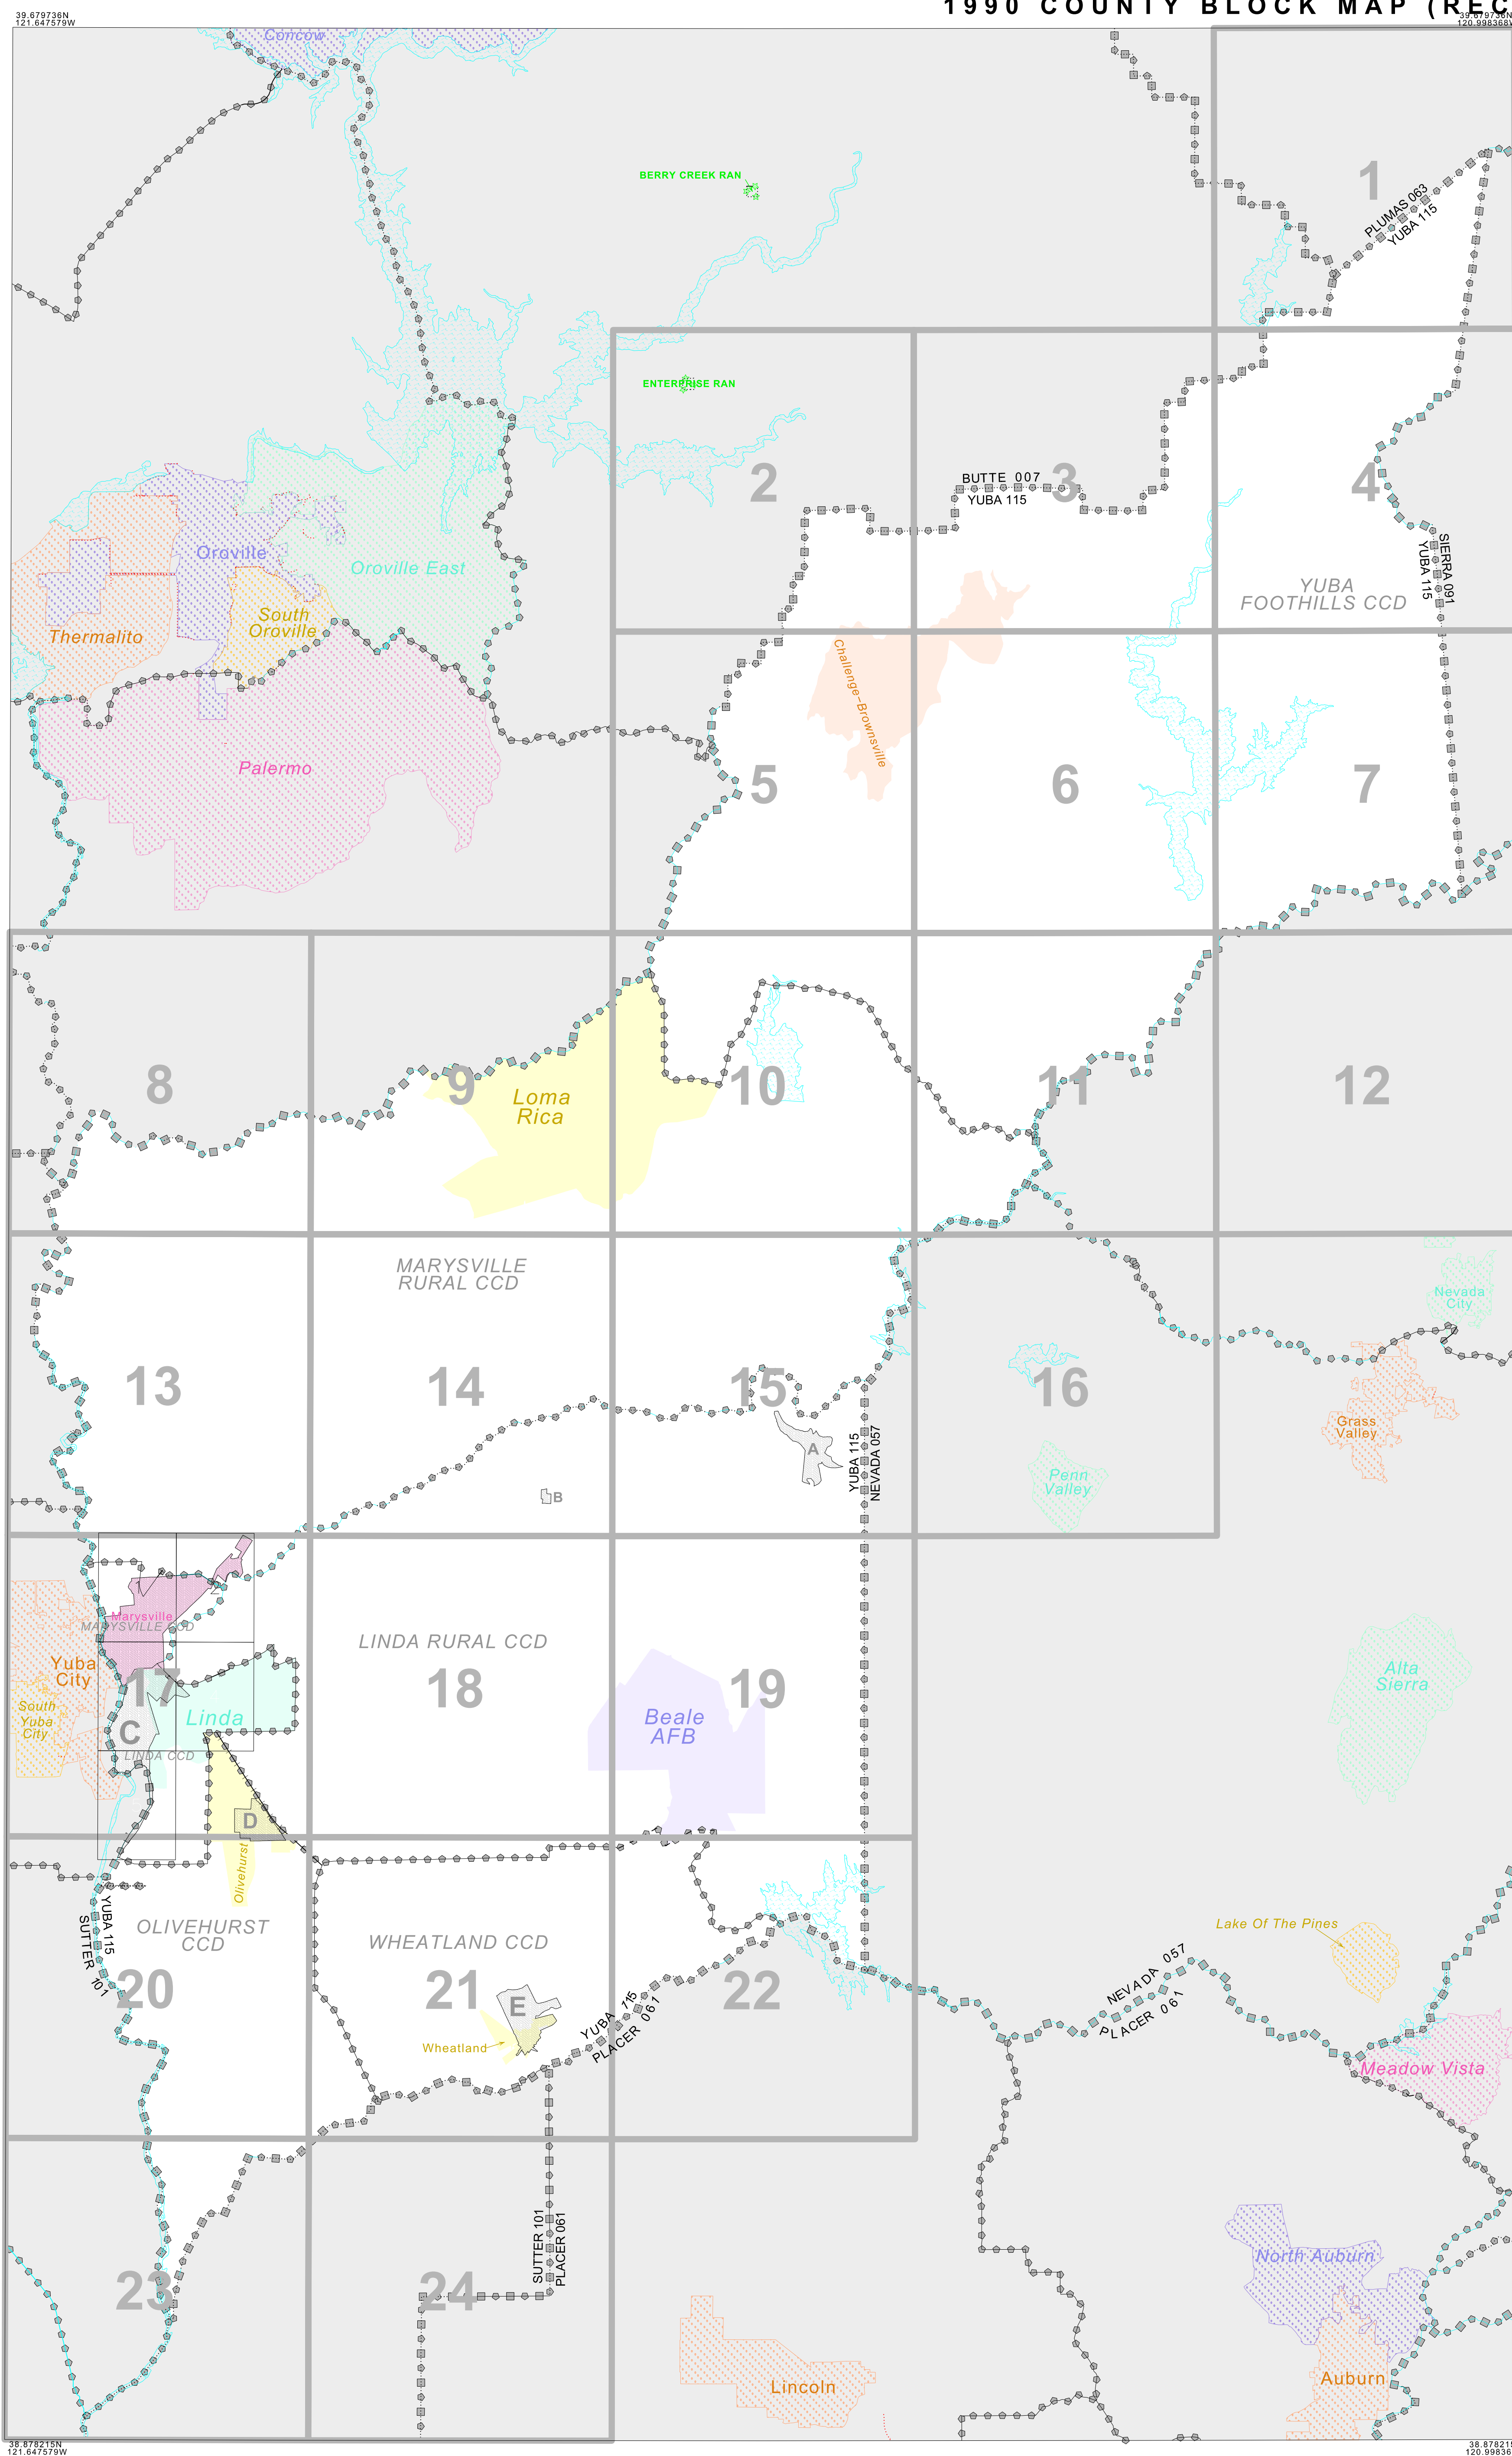 1990 COUNTY BLOCK MAP (REC
39.679736N
121.647579W
39.679736N
120.998368W
Concow
BERRY CREEK RAN
1
PLUMAS 063
YUBA 115
ENTERPRISE RAN
2
BUTTE 007
YUBA 115
3
4
SIERRA 091
YUBA 115
YUBA
FOOTHILLS CCD
Oroville
Oroville East
South
Oroville
Thermalito
Challenge-Brownsville
Palermo
5
6
7
8
9
Loma
Rica
10
11
12
MARYSVILLE
RURAL CCD
Nevada
City
13
14
15
16
Grass
Valley
A
YUBA 115
NEVADA 057
Penn
Valley
B
1
2
Marysville
MARYSVILLE CCD
LINDA RURAL CCD
Yuba
City
17
18
19
Alta
Sierra
South
Yuba
City
C
Linda
Beale
AFB
LINDA CCD
D
Olivehurst
YUBA 115
SUTTER 101
OLIVEHURST
CCD
WHEATLAND CCD
Lake Of The Pines
20
21
22
NEVADA 057
PLACER 061
E
YUBA 115
PLACER 061
Wheatland
Meadow Vista
SUTTER 101
PLACER 061
23
24
North Auburn
Lincoln
Auburn
38.878215N
121.647579W
38.878215
120.99836